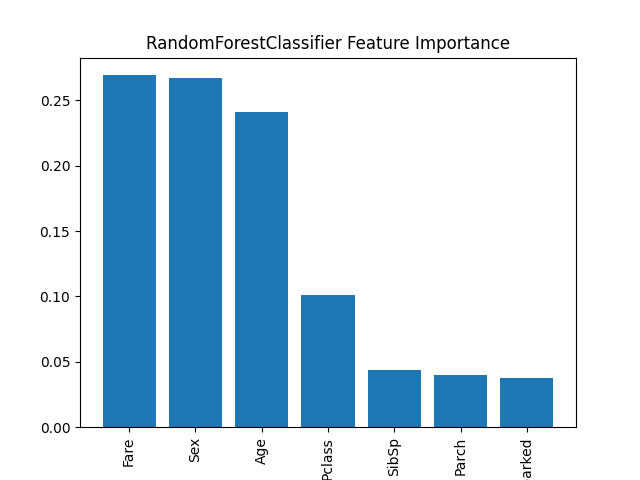 RandomForestClassifier Feature Importance
0.25
0.20
0.15
0.10
0.05
0.00
Fare
Sex
Age
Pclass
SibSp
Parch
arked